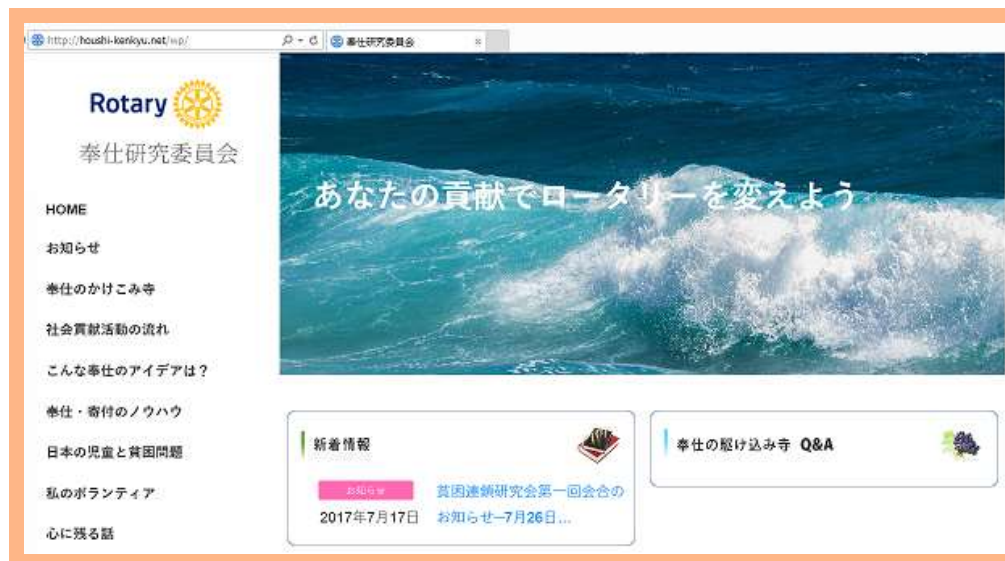 http://houshi-kenkyu.net/wp/
奉仕研究委員会
Rotary
奉仕研究委員会
HOME
お知らせ
奉仕のかけこみ寺
社会貢献活動の流れ
こんな奉仕のアイデアは？
奉仕・寄付のノウハウ
日本の児童と貧困問題
私のボランティア
心に残る話
あなたの貢献でロータリーを変えよう
新着情報
お知らせ
2017年7月17日
貧困連鎖研究会第一回会合の
お知らせ―7月26日...
奉仕の駆け込み寺 Q&A